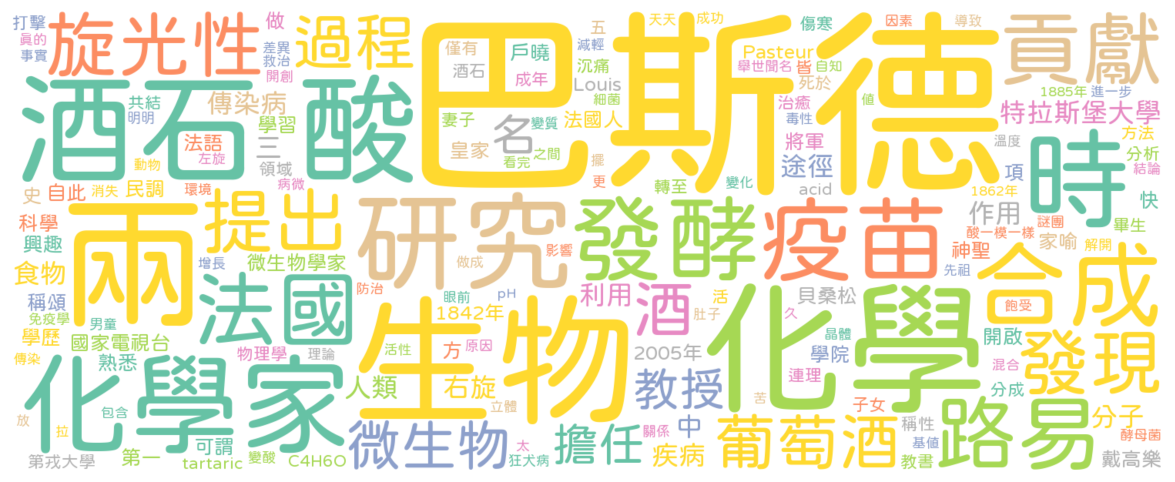 打擊
旋光性
做
過程
巴斯德
天天
成功
傷寒
因素
導致
貢獻
眞的
事實
差異
救治
開創
五
僅有
戶曉
減輕
Pasteur
舉世聞名
皆
自知
酒石
成年
沉痛
Louis
死於
1885年
進一步
酒石酸
共結
明明
傳染病
細菌
治癒
值
特拉斯堡大學
學習
三
名
妻子
變質
法國人
毒性
將軍
溫度
方法
法語
左旋
領域
皇家
看完
之間
途徑
項
分析
結論
時
動物
病微
擺
更
轉至
變化
acid
1862年
快
史
自此
消失
民調
環境
兩
提出
研究
發酵
疫苗
作用
畢生
科學
謎團
酸一模一樣
興趣
神聖
家喻
解開
微生物學家
增長
做成
影響
先祖
合成
食物
防治
眼前
pH
利用
酒
活
貝桑松
飽受
稱頌
法國
1842年
肚子
久
晶體
開啟
免疫學
男童
生物
化學
發現
學歷
國家電視台
物理學
理論
活性
方
原因
2005年
學院
混合
傳染
熟悉
化學家
人類
右旋
教授
連理
分成
放
包含
立體
苦
子女
路易
分子
微生物
擔任
中
葡萄酒
稱性
拉
可謂
關係
疾病
基値
酵母菌
第戎大學
第一
tartaric
變酸
C4H6O
太
狂犬病
教書
戴高樂